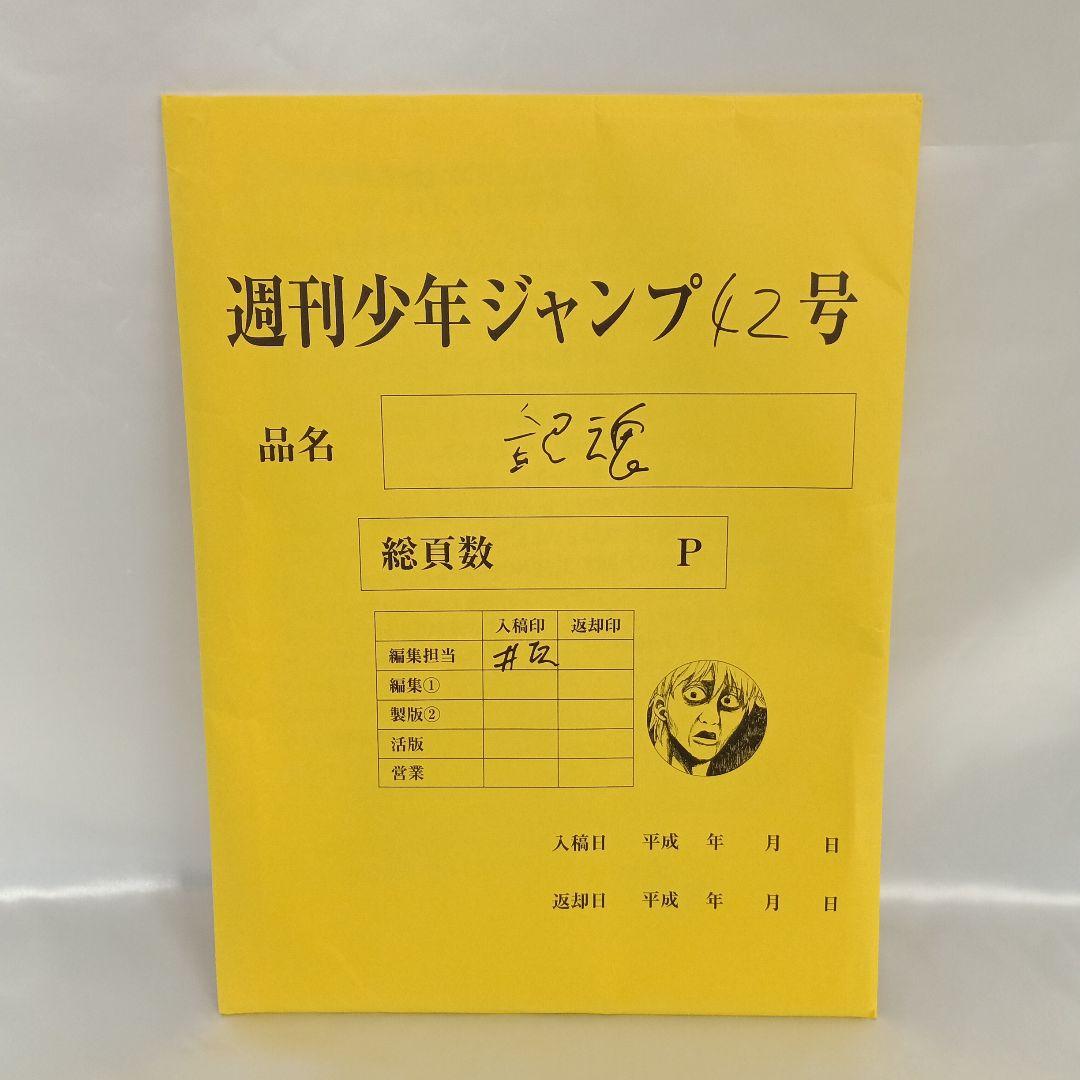 週刊少年ジャンプ42号
品名 銀魂
総頁数 P
入稿印 返却印
編集担当
編集①
製版②
活版
営業
入稿日 平成 年 月 日
返却日 平成 年 月 日